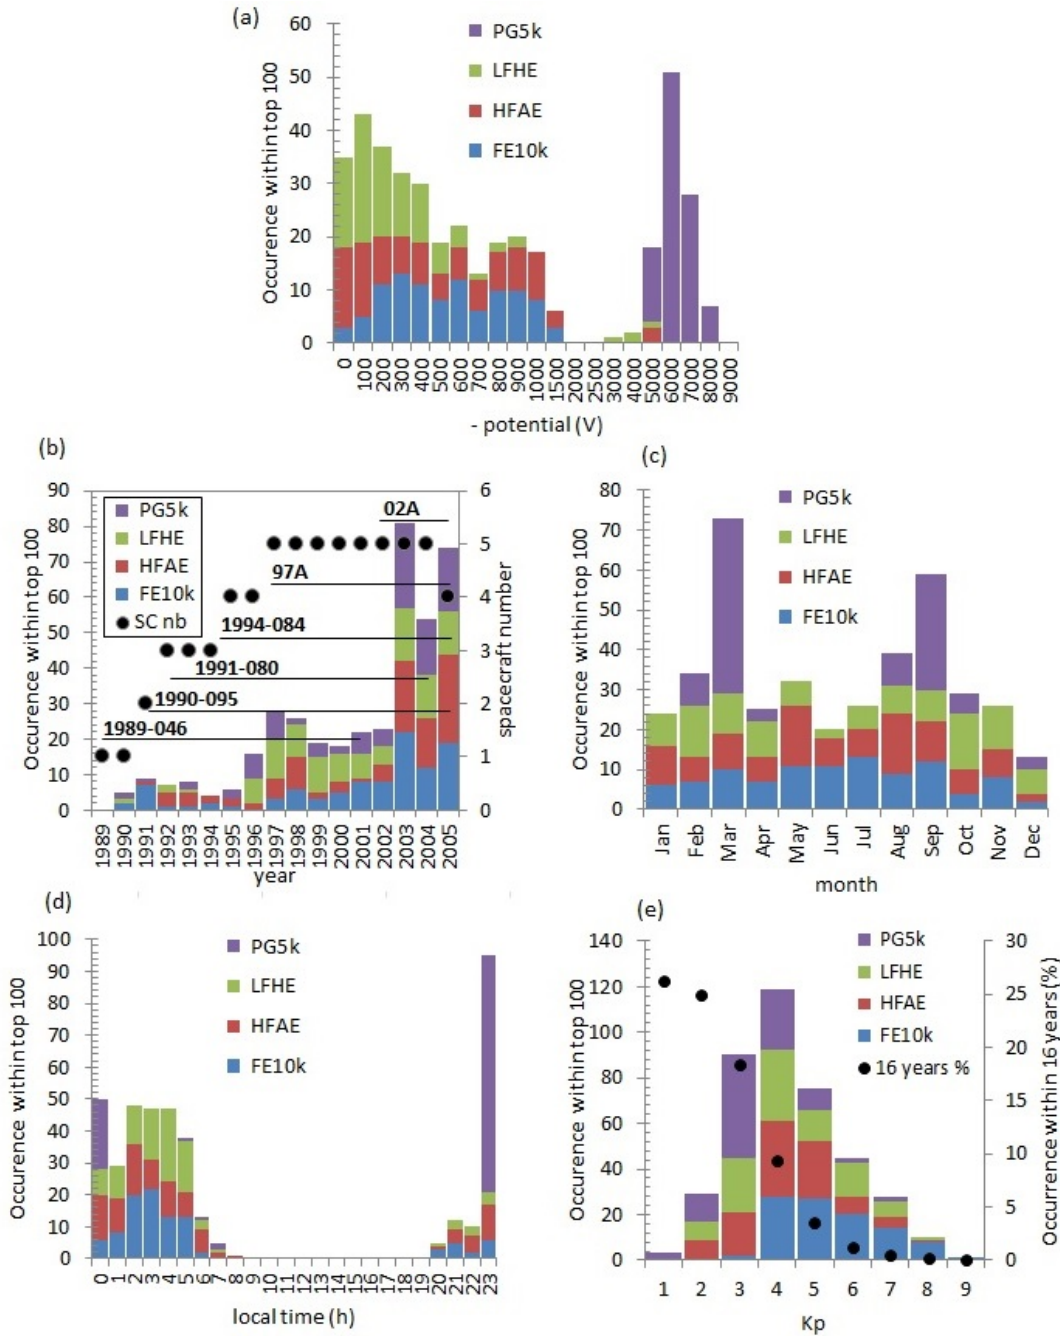 (a)
60
50
40
30
20
10
0
Occurence within top 100
PG5k
LFHE
HFAE
FE10k
0 100 200 300 400 500 600 700 800 900 1000 1500 2000 2500 3000 4000 5000 6000 7000 8000 9000
- potential (V)
(b)
90
80
70
60
50
40
30
20
10
0
Occurence within top 100
PG5k
LFHE
HFAE
FE10k
SC nb
02A
97A
1994-084
1991-080
1990-095
1989-046
6
5
4
3
2
1
0
spacecraft number
1989 1990 1991 1992 1993 1994 1995 1996 1997 1998 1999 2000 2001 2002 2003 2004 2005
year
(c)
80
70
60
50
40
30
20
10
0
Occurence within top 100
PG5k
LFHE
HFAE
FE10k
Jan Feb Mar Apr May Jun Jul Aug Sep Oct Nov Dec
month
(d)
100
90
80
70
60
50
40
30
20
10
0
Occurence within top 100
PG5k
LFHE
HFAE
FE10k
0 1 2 3 4 5 6 7 8 9 10 11 12 13 14 15 16 17 18 19 20 21 22 23
local time (h)
(e)
140
120
100
80
60
40
20
0
Occurence within top 100
PG5k
LFHE
HFAE
FE10k
16 years %
30
25
20
15
10
5
0
Occurrence within 16 years (%)
1 2 3 4 5 6 7 8 9
Kp